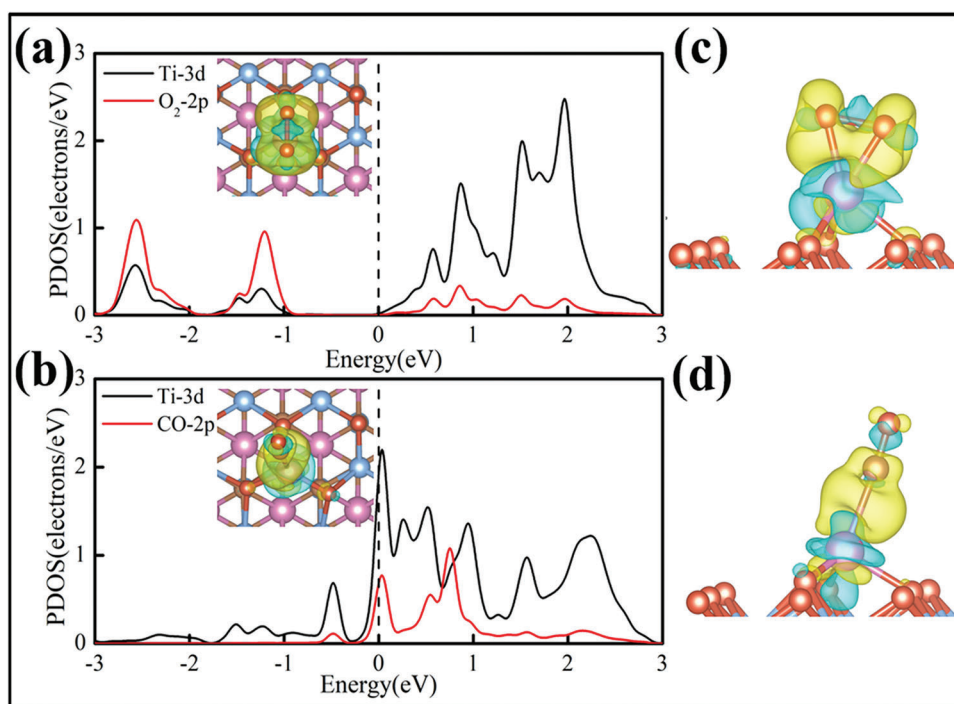 (a)
3
2
1
0
PDOS(electrons/eV)
Ti-3d
O₂-2p
-3 -2 -1 0 1 2 3
Energy(eV)
(c)
(b)
3
2
1
0
PDOS(electrons/eV)
Ti-3d
CO-2p
-3 -2 -1 0 1 2 3
Energy(eV)
(d)